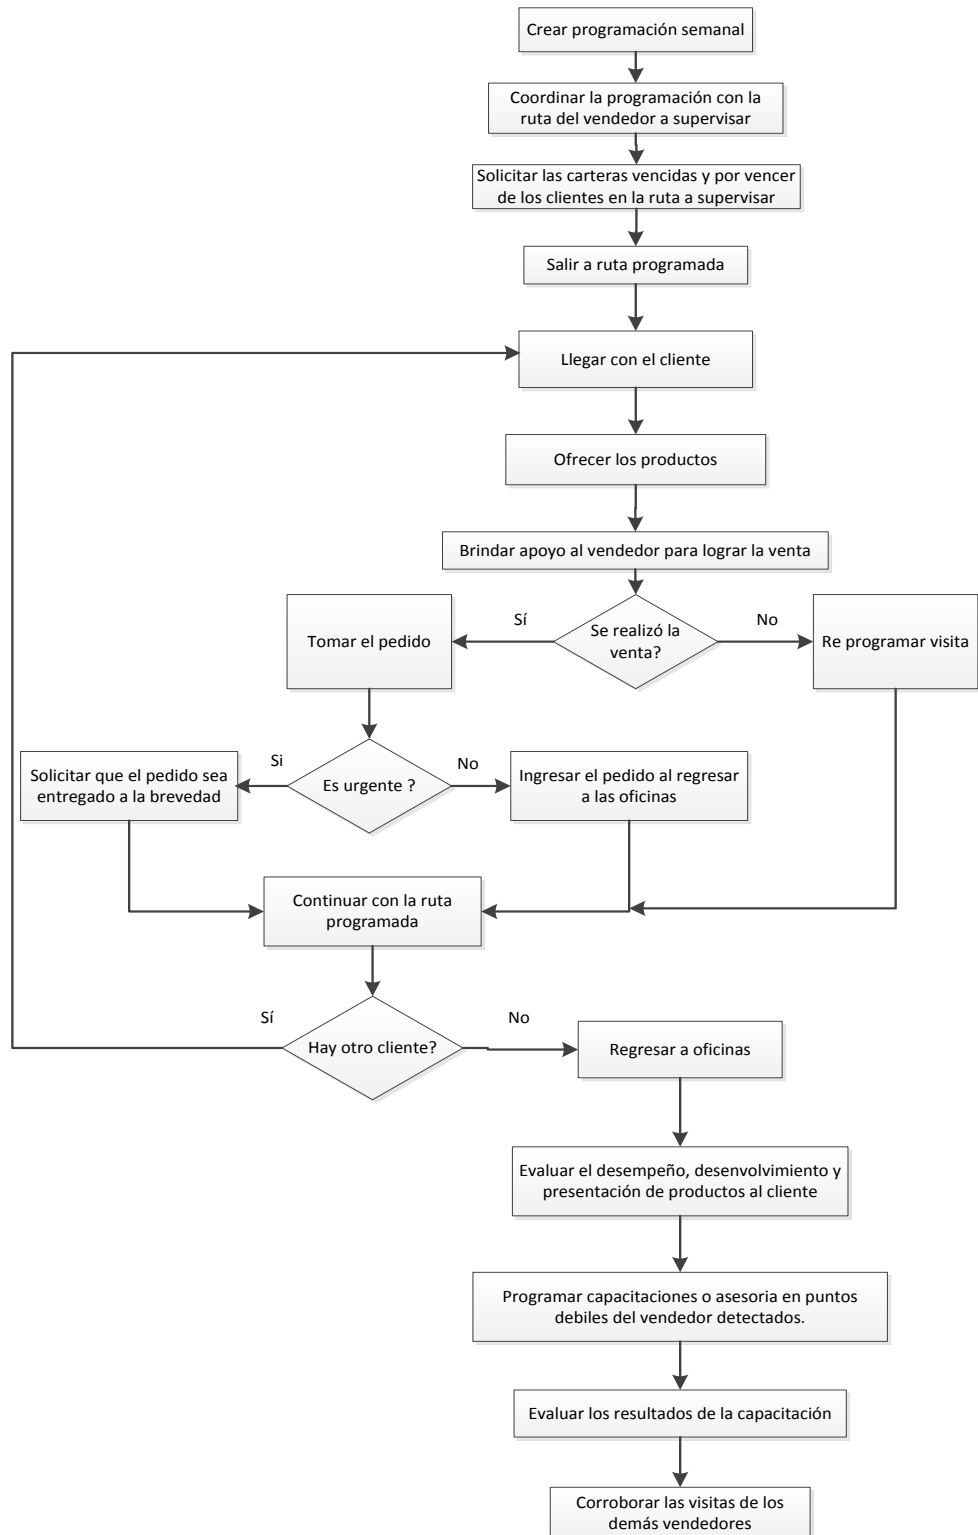 Crear programación semanal
Coordinar la programación con la
ruta del vendedor a supervisar
Solicitar las carteras vencidas y por vencer
de los clientes en la ruta a supervisar
Salir a ruta programada
Llegar con el cliente
Ofrecer los productos
Brindar apoyo al vendedor para lograr la venta
Se realizó la
venta?
Sí
No
Tomar el pedido
Re programar visita
Es urgente ?
Si
No
Solicitar que el pedido sea
entregado a la brevedad
Ingresar el pedido al regresar
a las oficinas
Continuar con la ruta
programada
Hay otro cliente?
Sí
No
Regresar a oficinas
Evaluar el desempeño, desenvolvimiento y
presentación de productos al cliente
Programar capacitaciones o asesoria en puntos
debiles del vendedor detectados.
Evaluar los resultados de la capacitación
Corroborar las visitas de los
demás vendedores